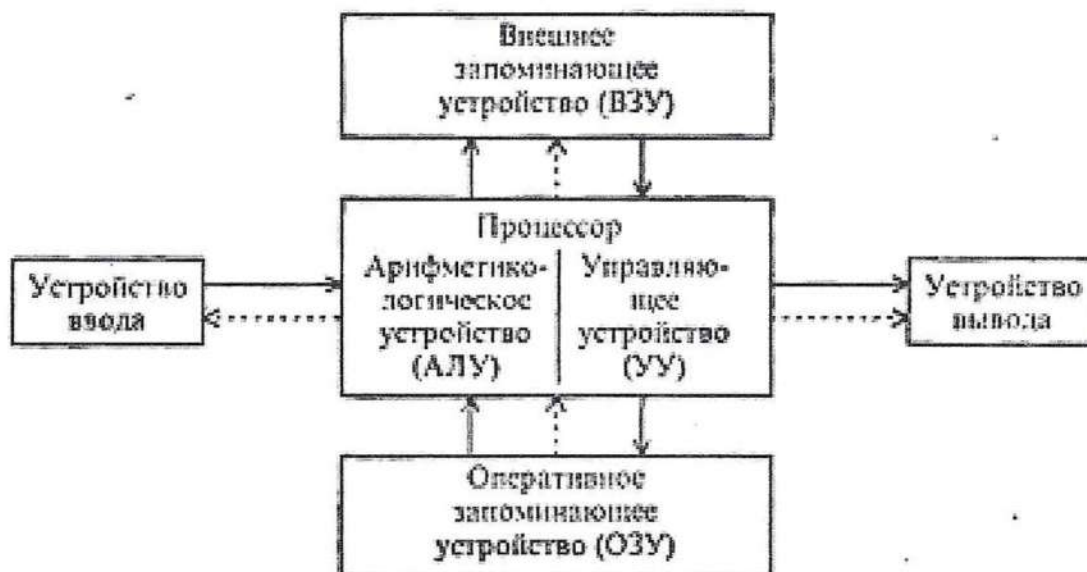 Внешнее
запоминающее
устройство (ВЗУ)
Процессор
Арифметико-
логическое
устройство
(АЛУ)
Управляю-
щее
устройство
(УУ)
Устройство
ввода
Устройство
вывода
Оперативное
запоминающее
устройство (ОЗУ)